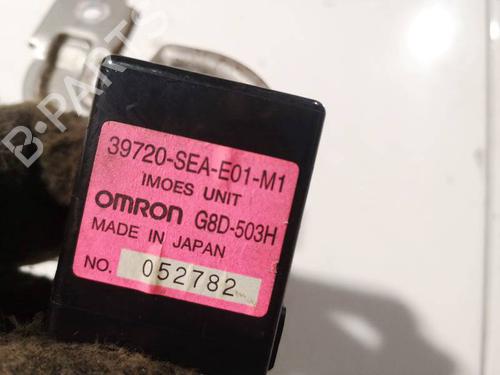 B-PARTS
39720-SEA-E01-M1
IMOES UNIT
OMRON G8D-503H
MADE IN JAPAN
NO. 052782